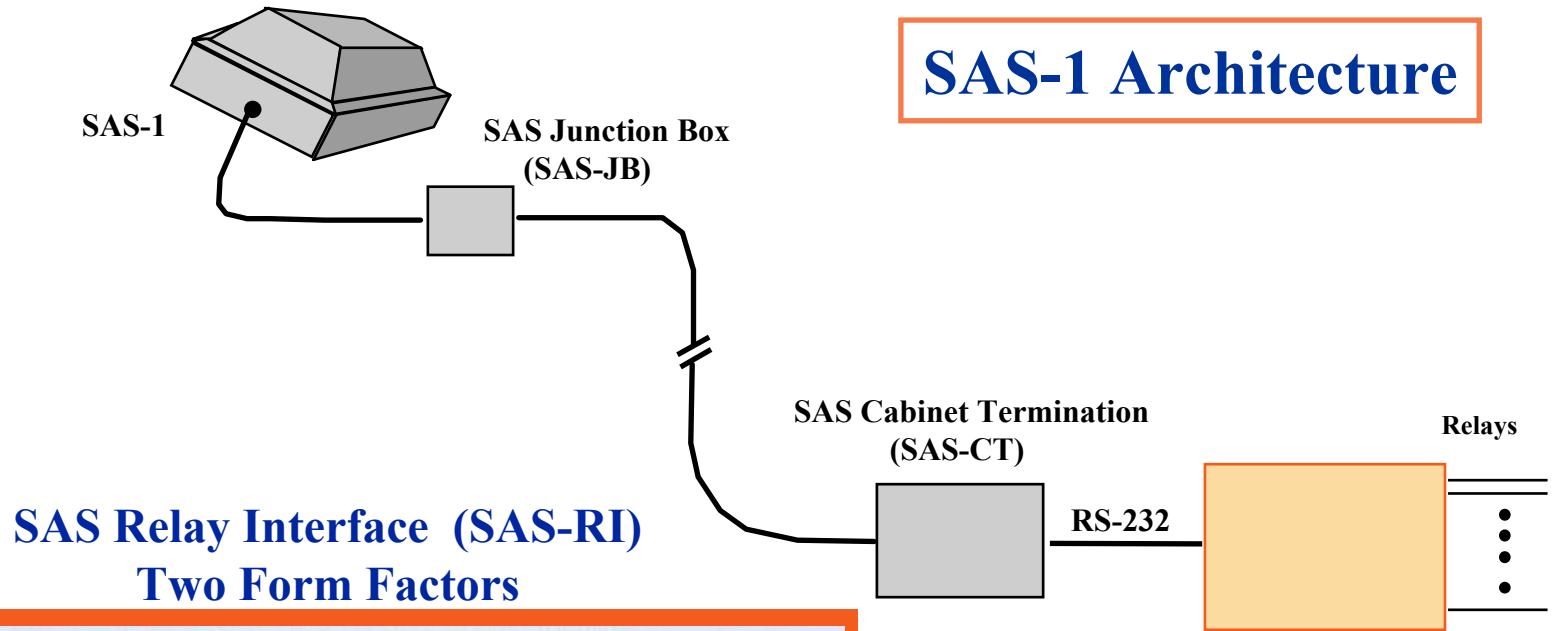 SAS-1 Architecture
SAS-1
SAS Junction Box
(SAS-JB)
SAS Cabinet Termination
(SAS-CT)
Relays
RS-232
SAS Relay Interface (SAS-RI)
Two Form Factors